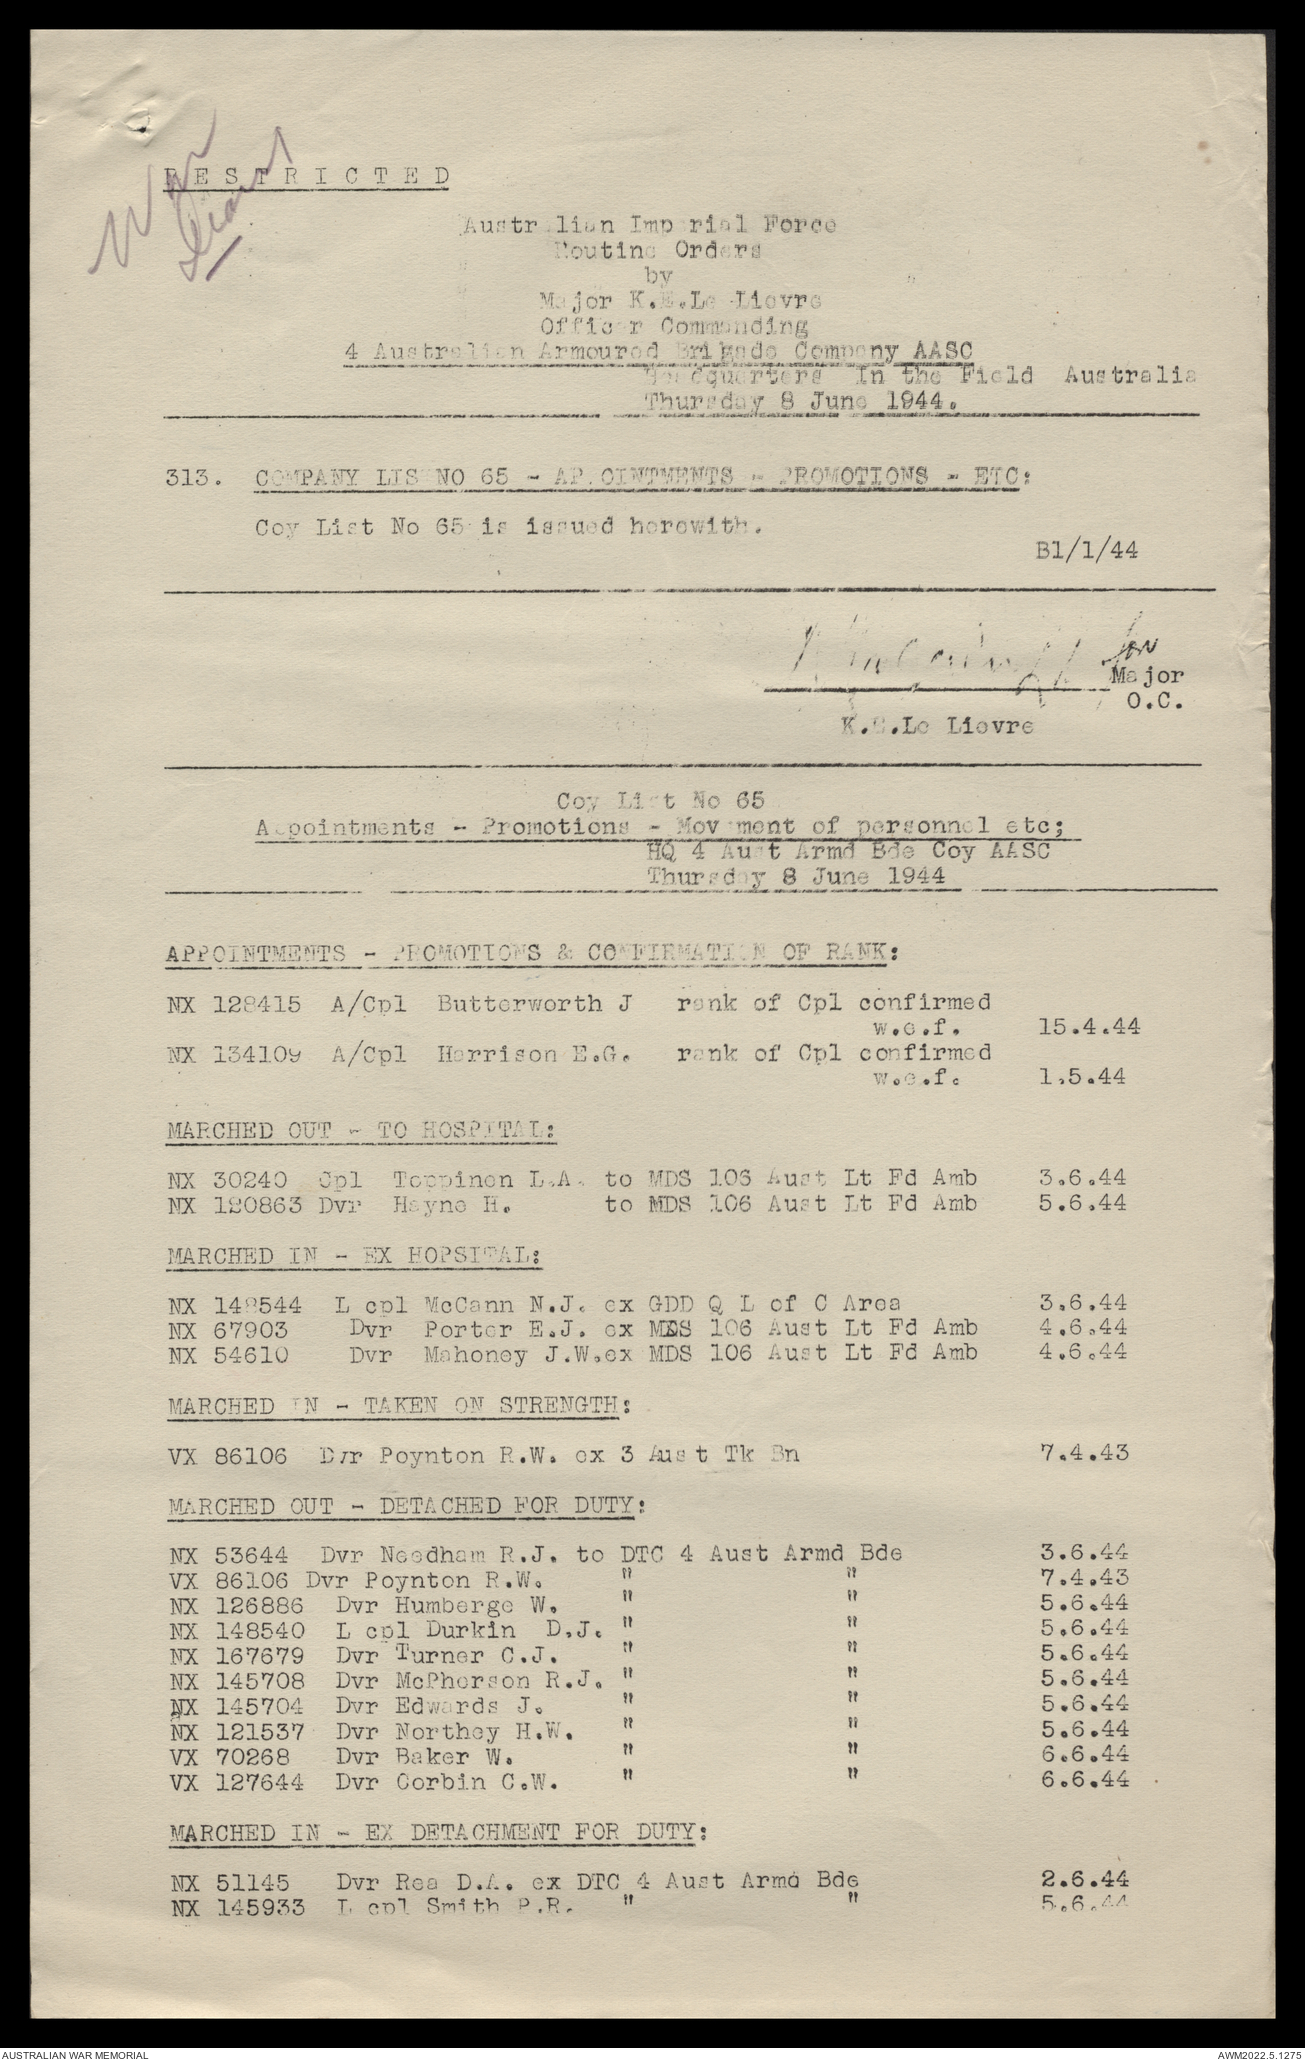 War
Diary
R E S T R I C T E D
Australian Imperial Force
Routine Orders
by
Major K.E.Le Lievre
Officer Commanding
4 Australian Armoured Brigade Company AASC
Headquarters In the Field Australia
Thursday 8 June 1944.
313. COMPANY LIST NO 65 - APPOINTMENTS - PROMOTIONS - ETC:
Coy List No 65 is issued herewith.
B1/1/44
for
Major
O.C.
K.E.Le Lievre
Coy List No 65
Appointments - Promotions - Movement of personnel etc;
HQ 4 Aust Armd Bde Coy AASC
Thursday 8 June 1944
APPOINTMENTS - PROMOTIONS & CONFIRMATION OF RANK:
NX 128415 A/Cpl Butterworth J rank of Cpl confirmed
w.e.f. 15.4.44
NX 134109 A/Cpl Harrison E.G. rank of Cpl confirmed
w.e.f. 1.5.44
MARCHED OUT - TO HOSPITAL:
NX 30240 Cpl Teppinen L.A. to MDS 106 Aust Lt Fd Amb 3.6.44
NX 120863 Dvr Hayne H. to MDS 106 Aust Lt Fd Amb 5.6.44
MARCHED IN - EX HOPSITAL:
NX 148544 L cpl McCann N.J. ex GDD Q L of C Area 3.6.44
NX 67903 Dvr Porter E.J. ex MDS 106 Aust Lt Fd Amb 4.6.44
NX 54610 Dvr Mahoney J.W.ex MDS 106 Aust Lt Fd Amb 4.6.44
MARCHED IN - TAKEN ON STRENGTH:
VX 86106 Dvr Poynton R.W. ex 3 Aust Tk Bn 7.4.43
MARCHED OUT - DETACHED FOR DUTY:
NX 53644 Dvr Needham R.J. to DTC 4 Aust Armd Bde 3.6.44
VX 86106 Dvr Poynton R.W. " " 7.4.43
NX 126886 Dvr Humberge W. " " 5.6.44
NX 148540 L cpl Durkin D.J. " " 5.6.44
NX 167679 Dvr Turner C.J. " " 5.6.44
NX 145708 Dvr McPherson R.J. " " 5.6.44
NX 145704 Dvr Edwards J. " " 5.6.44
NX 121537 Dvr Northey H.W. " " 5.6.44
VX 70268 Dvr Baker W. " " 6.6.44
VX 127644 Dvr Corbin C.W. " " 6.6.44
MARCHED IN - EX DETACHMENT FOR DUTY:
NX 51145 Dvr Rea D.A. ex DTC 4 Aust Armd Bde 2.6.44
NX 145933 L cpl Smith P.R. " " 5.6.44
AUSTRALIAN WAR MEMORIAL
AWM2022.5.1275